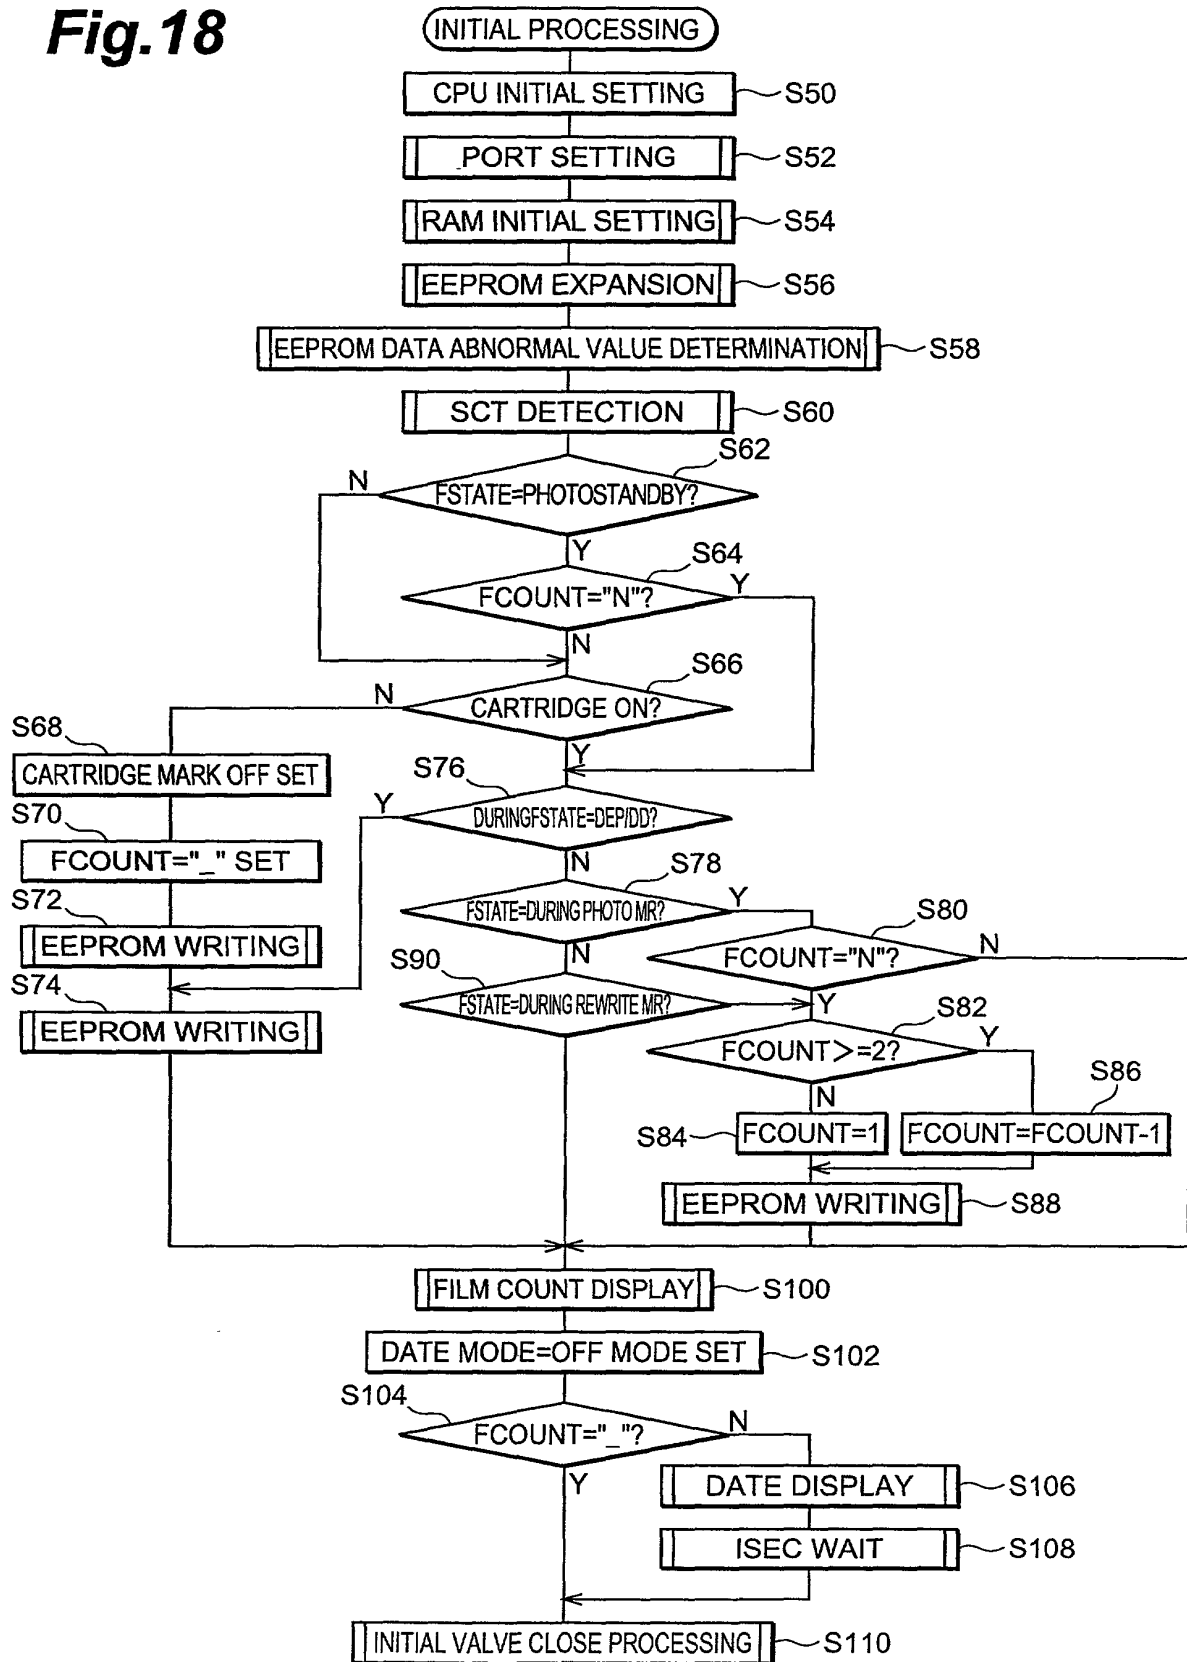 Fig.18
INITIAL PROCESSING
CPU INITIAL SETTING S50
PORT SETTING S52
RAM INITIAL SETTING S54
EEPROM EXPANSION S56
EEPROM DATA ABNORMAL VALUE DETERMINATION S58
SCT DETECTION S60
S62
N FSTATE=PHOTOSTANDBY?
Y
S64
FCOUNT="N"? Y
N
S66
N CARTRIDGE ON?
Y
S68
CARTRIDGE MARK OFF SET
S76
Y DURINGFSTATE=DEP/DD?
N
S70
FCOUNT="_" SET
S78
FSTATE=DURING PHOTO MR? Y
N
S72
EEPROM WRITING
S80
FCOUNT="N"? N
Y
S90
FSTATE=DURING REWRITE MR?
S74
EEPROM WRITING
S82
FCOUNT>=2? Y
N
S84 FCOUNT=1
S86
FCOUNT=FCOUNT-1
EEPROM WRITING S88
FILM COUNT DISPLAY S100
DATE MODE=OFF MODE SET S102
S104
FCOUNT="_"? N
Y
DATE DISPLAY S106
ISEC WAIT S108
INITIAL VALVE CLOSE PROCESSING S110